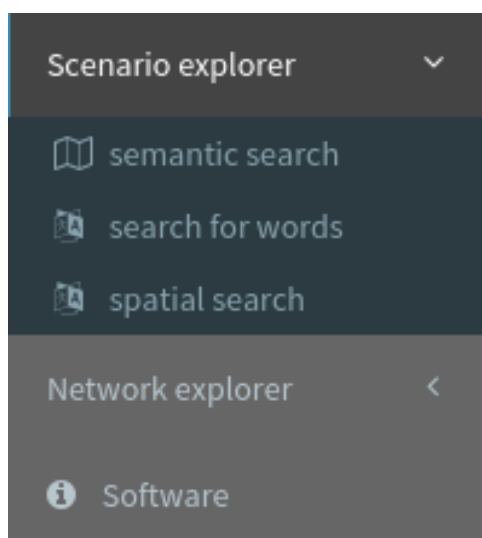 Scenario explorer
semantic search
search for words
spatial search
Network explorer
Software